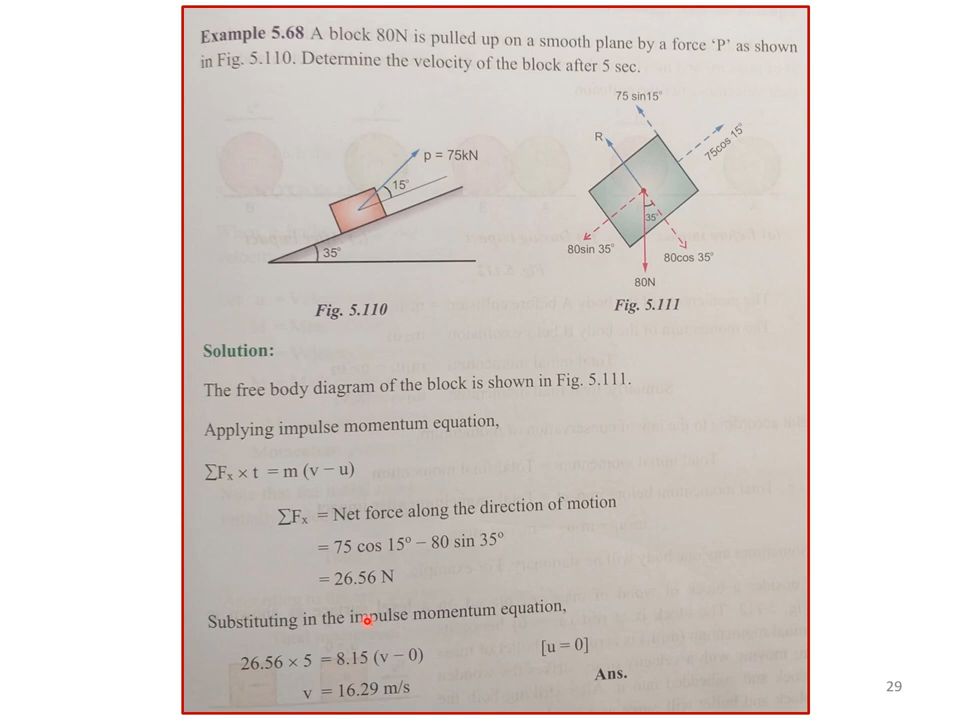 Example 5.68 A block 80N is pulled up on a smooth plane by a force ‘P’ as shown
in Fig. 5.110. Determine the velocity of the block after 5 sec.
75 sin15°
R
75cos 15°
p = 75kN
15°
35°
35°
80sin 35°
80cos 35°
80N
Fig. 5.110
Fig. 5.111
Solution:
The free body diagram of the block is shown in Fig. 5.111.
Applying impulse momentum equation,
∑Fₓ × t = m (v − u)
∑Fₓ = Net force along the direction of motion
= 75 cos 15° − 80 sin 35°
= 26.56 N
Substituting in the impulse momentum equation,
26.56 × 5 = 8.15 (v − 0) [u = 0]
v = 16.29 m/s Ans.
29